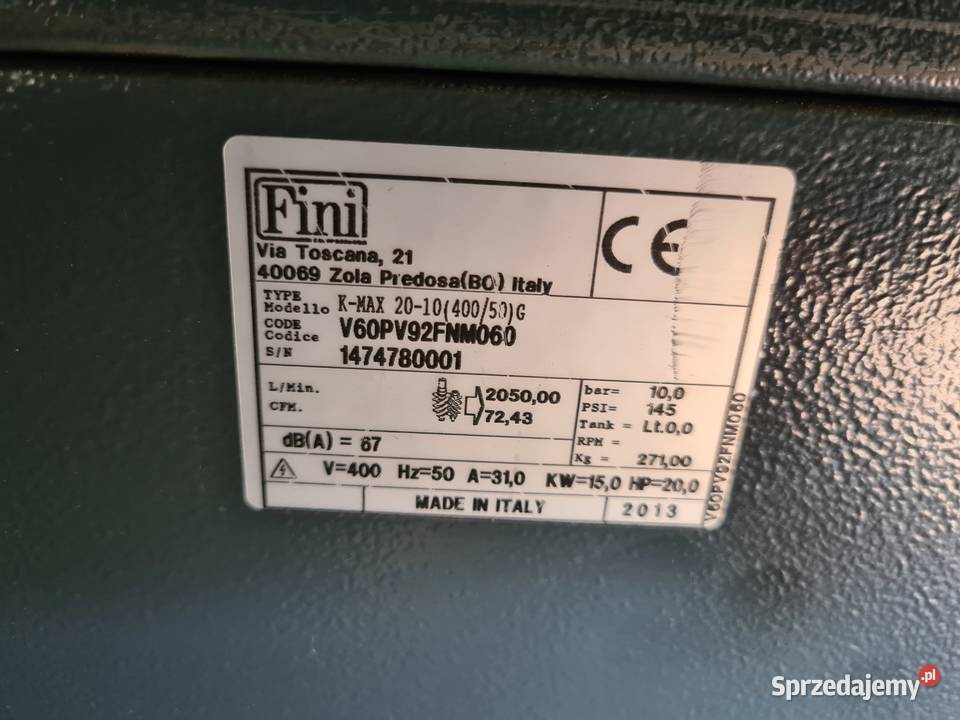 Fini
Via Toscana, 21
40069 Zola Predosa(BO) Italy
CE
TYPE
Modello K-MAX 20-10(400/50)G
CODE
Codice V60PV92FNM060
S/N 1474780001
L/Min. 2050,00
CFM. 72,43
bar= 10,0
PSI= 145
Tank = Lt.0,0
RPM =
Kg = 271,00
dB(A) = 67
V=400 Hz=50 A=31,0 KW=15,0 HP=20,0
MADE IN ITALY 2013
V60PV92FNM060
Sprzedajemy.pl